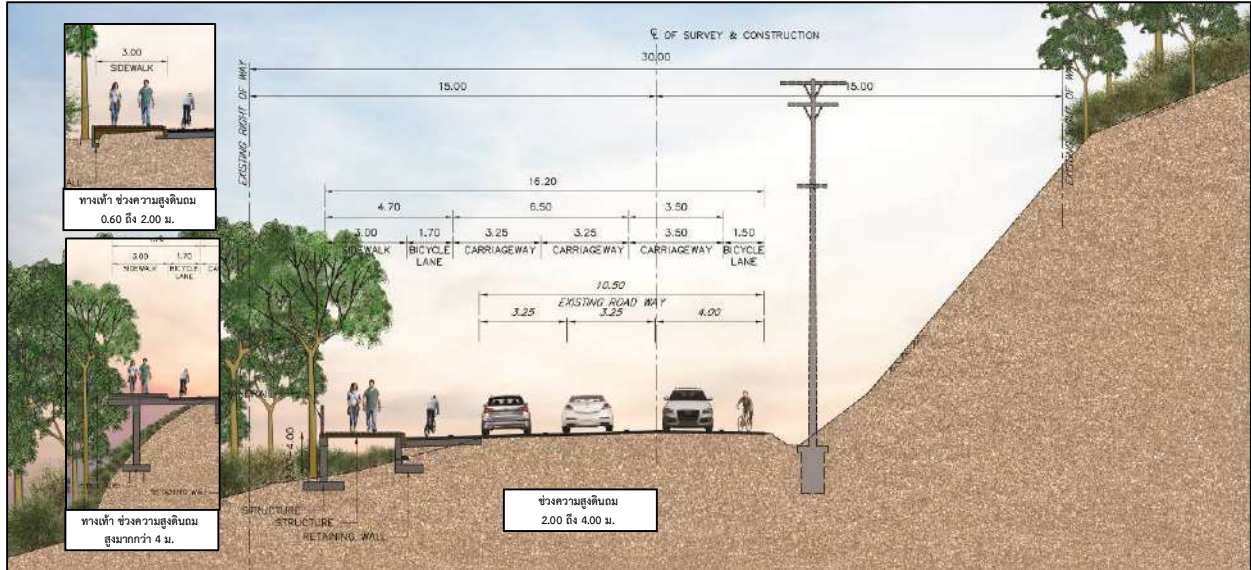 ℄ OF SURVEY & CONSTRUCTION
30.00
15.00
15.00
EXISTING RIGHT OF WAY
3.00
SIDEWALK
ทางเท้า ช่วงความสูงดินถม
0.60 ถึง 2.00 ม.
16.20
4.70
6.50
3.50
3.00
1.70
3.25
3.25
3.50
1.50
SIDEWALK
BICYCLE
LANE
CARRIAGEWAY
CARRIAGEWAY
CARRIAGEWAY
BICYCLE
LANE
10.50
EXISTING ROAD WAY
3.25
3.25
4.00
3.00
1.70
SIDEWALK
BICYCLE
LANE
RETAINING WALL
ทางเท้า ช่วงความสูงดินถม
สูงมากกว่า 4 ม.
STRUCTURE
STRUCTURE
RETAINING WALL
ช่วงความสูงดินถม
2.00 ถึง 4.00 ม.